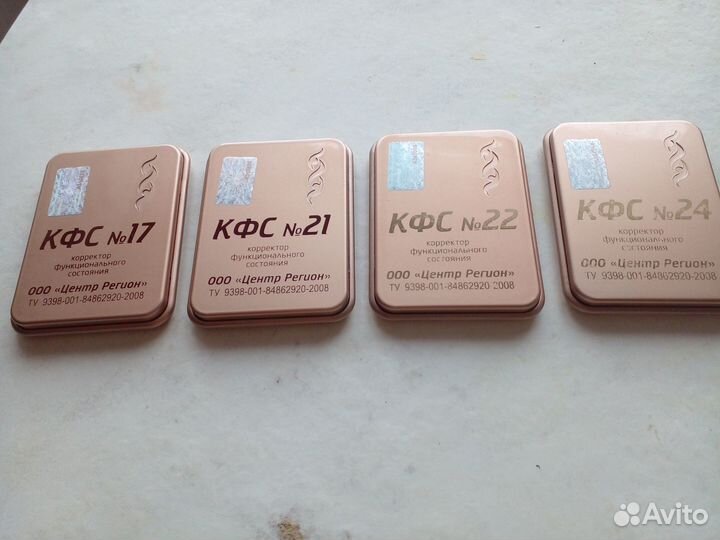 КФС №17
корректор
функционального
состояния
ООО «Центр Регион»
ТУ 9398-001-84862920-2008
КФС №21
корректор
функционального
состояния
ООО «Центр Регион»
ТУ 9398-001-84862920-2008
КФС №22
корректор
функционального
состояния
ООО «Центр Регион»
ТУ 9398-001-84862920-2008
КФС №24
корректор
функционального
состояния
ООО «Центр Регион»
ТУ 9398-001-84862920-2008
Avito